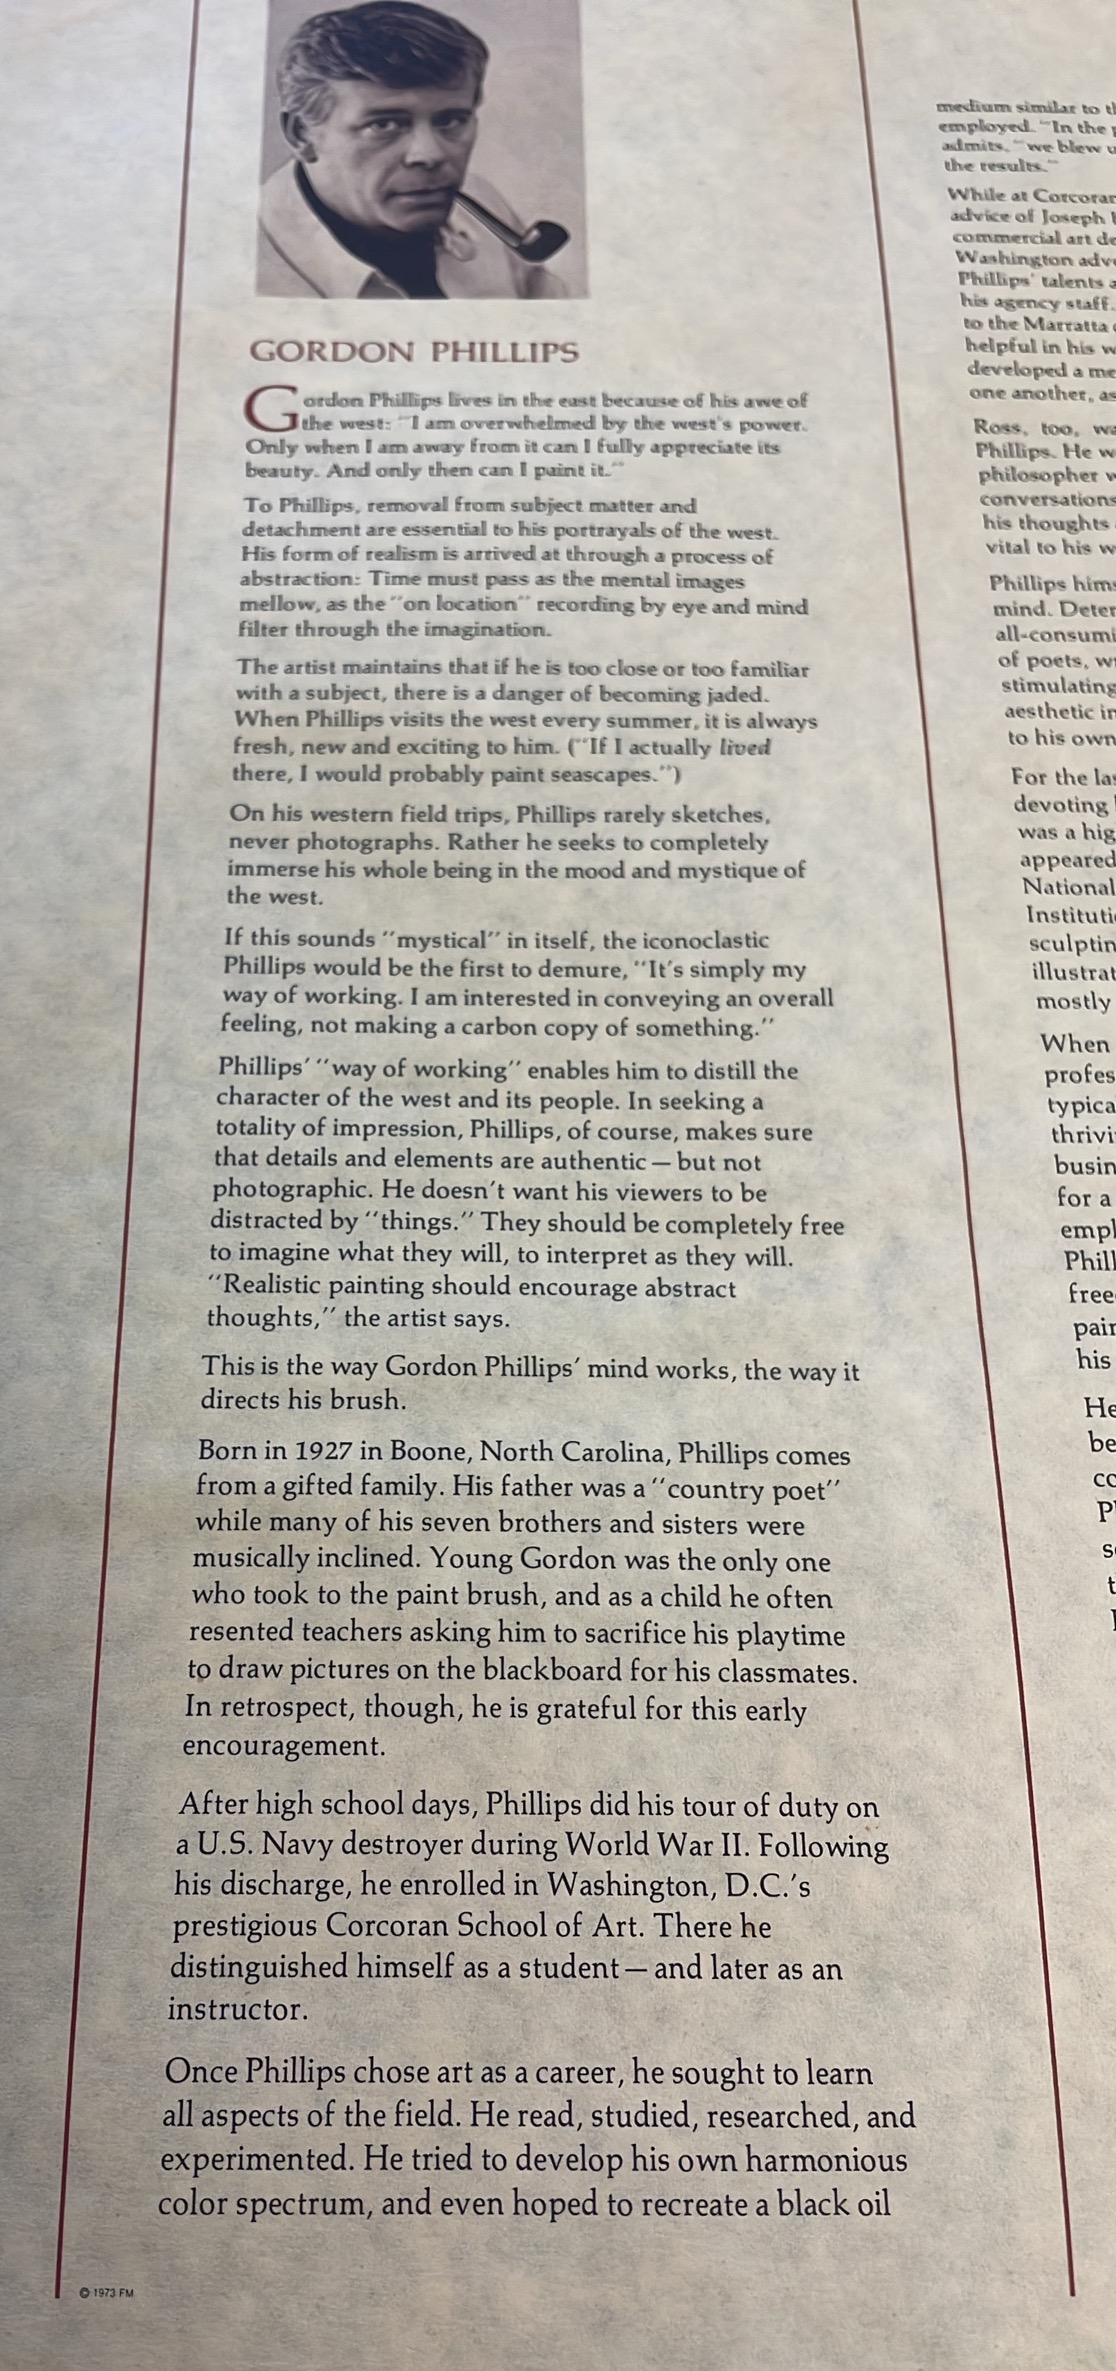 GORDON PHILLIPS
Gordon Phillips lives in the east because of his awe of
the west: "I am overwhelmed by the west's power.
Only when I am away from it can I fully appreciate its
beauty. And only then can I paint it."
To Phillips, removal from subject matter and
detachment are essential to his portrayals of the west.
His form of realism is arrived at through a process of
abstraction: Time must pass as the mental images
mellow, as the "on location" recording by eye and mind
filter through the imagination.
The artist maintains that if he is too close or too familiar
with a subject, there is a danger of becoming jaded.
When Phillips visits the west every summer, it is always
fresh, new and exciting to him. ("If I actually lived
there, I would probably paint seascapes.")
On his western field trips, Phillips rarely sketches,
never photographs. Rather he seeks to completely
immerse his whole being in the mood and mystique of
the west.
If this sounds "mystical" in itself, the iconoclastic
Phillips would be the first to demure, "It's simply my
way of working. I am interested in conveying an overall
feeling, not making a carbon copy of something."
Phillips' "way of working" enables him to distill the
character of the west and its people. In seeking a
totality of impression, Phillips, of course, makes sure
that details and elements are authentic — but not
photographic. He doesn't want his viewers to be
distracted by "things." They should be completely free
to imagine what they will, to interpret as they will.
"Realistic painting should encourage abstract
thoughts," the artist says.
This is the way Gordon Phillips' mind works, the way it
directs his brush.
Born in 1927 in Boone, North Carolina, Phillips comes
from a gifted family. His father was a "country poet"
while many of his seven brothers and sisters were
musically inclined. Young Gordon was the only one
who took to the paint brush, and as a child he often
resented teachers asking him to sacrifice his playtime
to draw pictures on the blackboard for his classmates.
In retrospect, though, he is grateful for this early
encouragement.
After high school days, Phillips did his tour of duty on
a U.S. Navy destroyer during World War II. Following
his discharge, he enrolled in Washington, D.C.'s
prestigious Corcoran School of Art. There he
distinguished himself as a student — and later as an
instructor.
Once Phillips chose art as a career, he sought to learn
all aspects of the field. He read, studied, researched, and
experimented. He tried to develop his own harmonious
color spectrum, and even hoped to recreate a black oil
© 1973 FM
medium similar to
employed. "In the
admits, "we blew
the results."
While at Corcoran
advice of Joseph
commercial art
Washington
Phillips' talents
his agency staff.
to the Marratta
helpful in his
developed a
one another, as
Ross, too,
Phillips. He
philosopher
conversations
his thoughts
vital to his
Phillips
mind.
of poets,
stimulating
aesthetic
to his own
For the
devoting
was a
appeared
National
mostly
When
for a
his
He